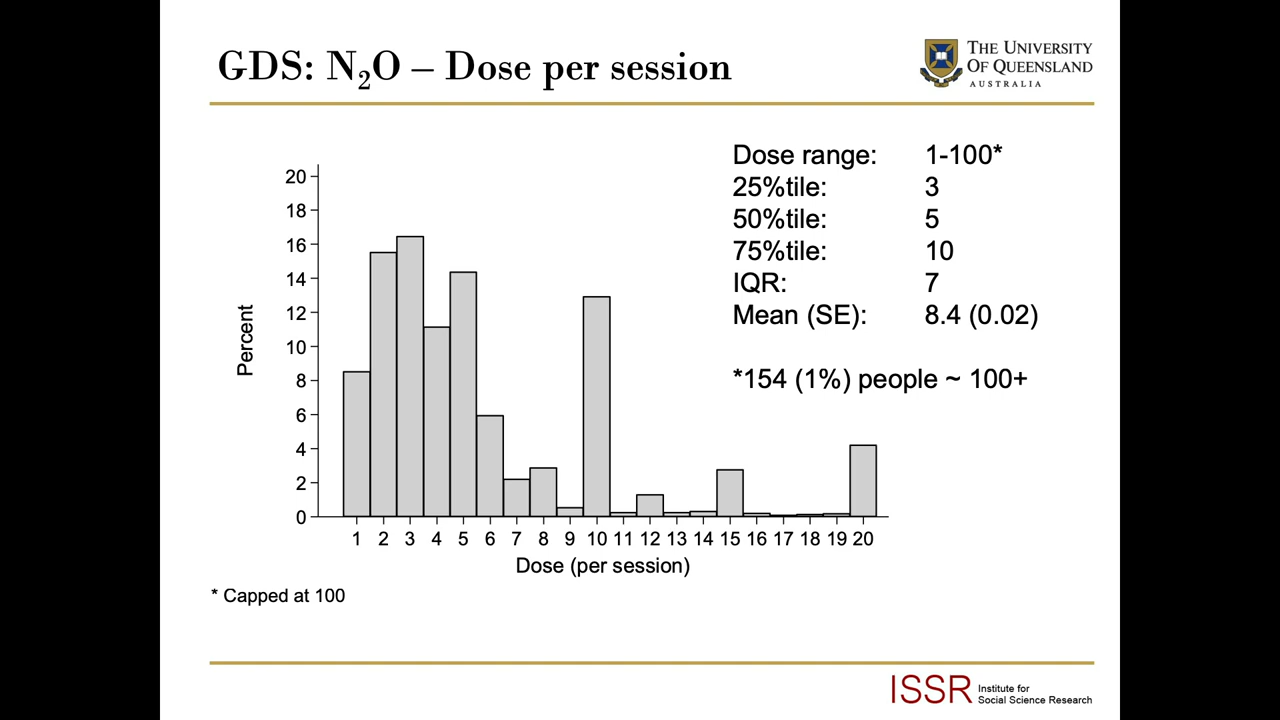 GDS: N₂O – Dose per session
THE UNIVERSITY
OF QUEENSLAND
AUSTRALIA
Dose range: 1-100*
25%tile: 3
50%tile: 5
75%tile: 10
IQR: 7
Mean (SE): 8.4 (0.02)
*154 (1%) people ~ 100+
Percent
20
18
16
14
12
10
8
6
4
2
0
1 2 3 4 5 6 7 8 9 10 11 12 13 14 15 16 17 18 19 20
Dose (per session)
* Capped at 100
ISSR
Institute for
Social Science Research